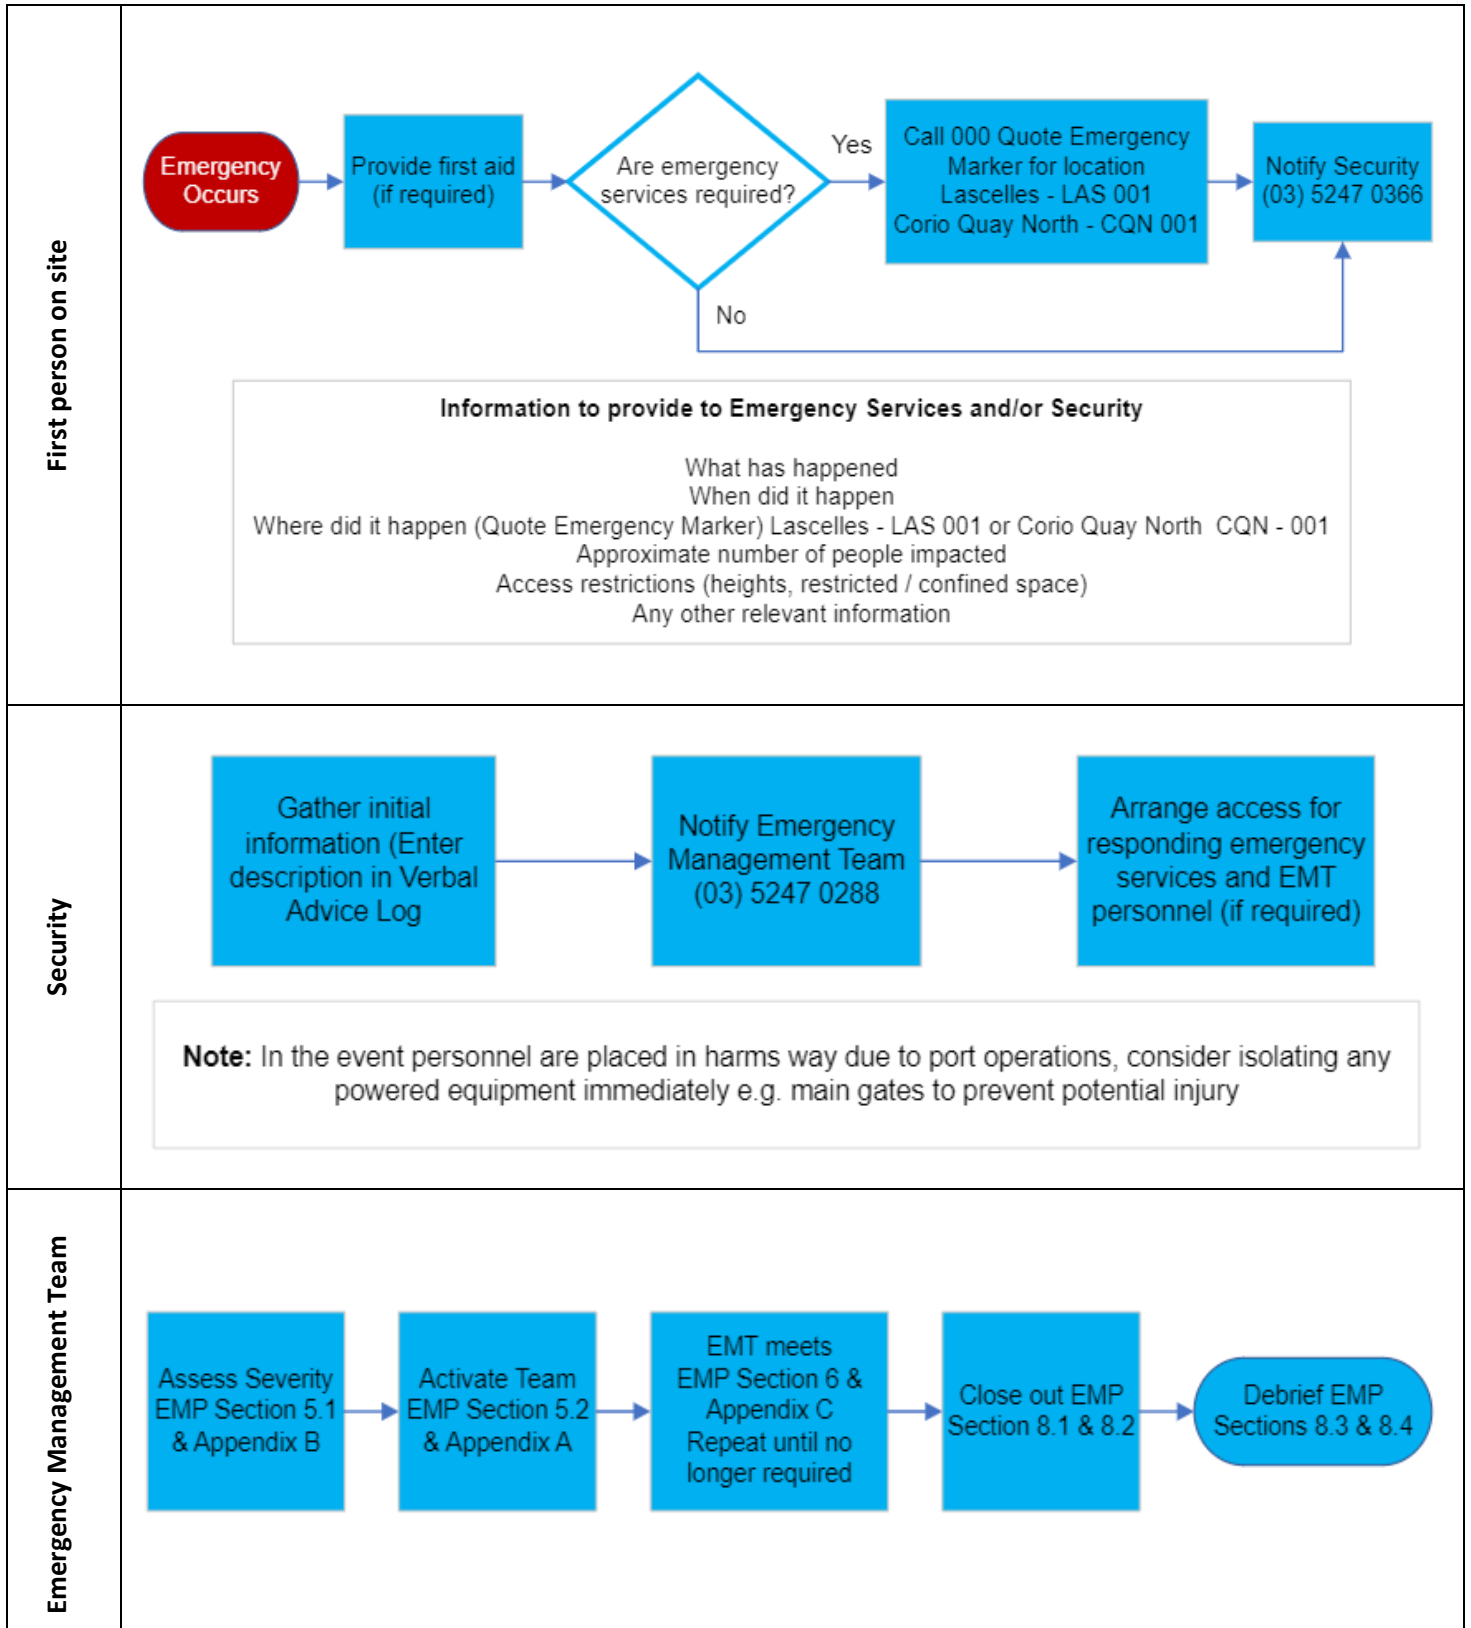 First person on site
Emergency
Occurs
Provide first aid
(if required)
Are emergency
services required?
Yes
No
Call 000 Quote Emergency
Marker for location
Lascelles - LAS 001
Corio Quay North - CQN 001
Notify Security
(03) 5247 0366
Information to provide to Emergency Services and/or Security
What has happened
When did it happen
Where did it happen (Quote Emergency Marker) Lascelles - LAS 001 or Corio Quay North  CQN - 001
Approximate number of people impacted
Access restrictions (heights, restricted / confined space)
Any other relevant information
Security
Gather initial
information (Enter
description in Verbal
Advice Log
Notify Emergency
Management Team
(03) 5247 0288
Arrange access for
responding emergency
services and EMT
personnel (if required)
Note: In the event personnel are placed in harms way due to port operations, consider isolating any
powered equipment immediately e.g. main gates to prevent potential injury
Emergency Management Team
Assess Severity
EMP Section 5.1
& Appendix B
Activate Team
EMP Section 5.2
& Appendix A
EMT meets
EMP Section 6 &
Appendix C
Repeat until no
longer required
Close out EMP
Section 8.1 & 8.2
Debrief EMP
Sections 8.3 & 8.4